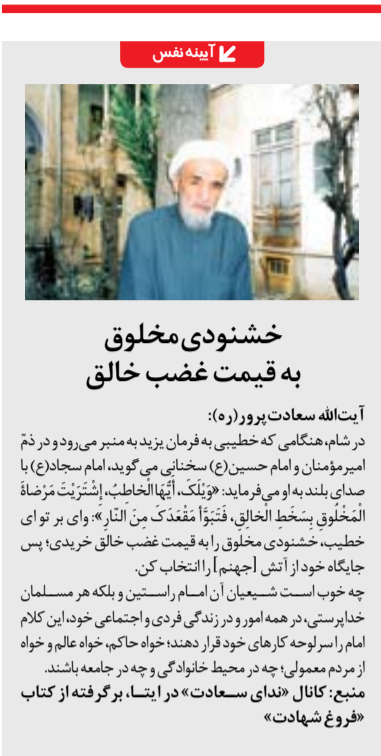 آیینه نفس
خشنودی مخلوق
به قیمت غضب خالق
آیت‌الله سعادت‌پرور(ره):
در شام، هنگامی که خطیبی به فرمان یزید به منبر می‌رود و در ذمّ
امیر مؤمنان و امام حسین(ع) سخنانی می‌گوید، امام سجاد(ع) با
صدای بلند به او می‌فرماید: «وَیْلَکَ، أیُّهَا الْخاطِبُ، إشْتَرَیْتَ مَرْضاةَ
الْمَخْلُوقِ بِسَخَطِ الْخالِقِ، فَتَبَوَّأ مَقْعَدَکَ مِنَ النّارِ»: وای بر تو ای
خطیب، خشنودی مخلوق را به قیمت غضب خالق خریدی؛ پس
جایگاه خود از آتش [جهنم] را انتخاب کن.
چه خوب است شیعیان آن امام راستین و بلکه هر مسلمان
خداپرستی، در همه امور و در زندگی فردی و اجتماعی خود، این کلام
امام را سرلوحه کارهای خود قرار دهند؛ خواه حاکم، خواه عالم و خواه
از مردم معمولی؛ چه در محیط خانوادگی و چه در جامعه باشند.
منبع: کانال «ندای سعادت» در ایتا، برگرفته از کتاب
«فروغ شهادت»